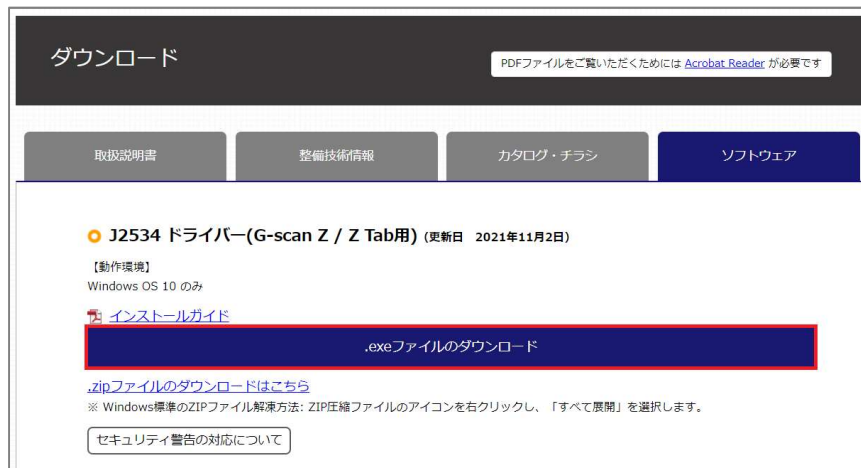 ダウンロード
PDFファイルをご覧いただくためには Acrobat Reader が必要です
取扱説明書
整備技術情報
カタログ・チラシ
ソフトウェア
J2534 ドライバー(G-scan Z / Z Tab用) (更新日 2021年11月2日)
【動作環境】
Windows OS 10 のみ
インストールガイド
.exeファイルのダウンロード
.zipファイルのダウンロードはこちら
※ Windows標準のZIPファイル解凍方法: ZIP圧縮ファイルのアイコンを右クリックし、「すべて展開」を選択します。
セキュリティ警告の対応について